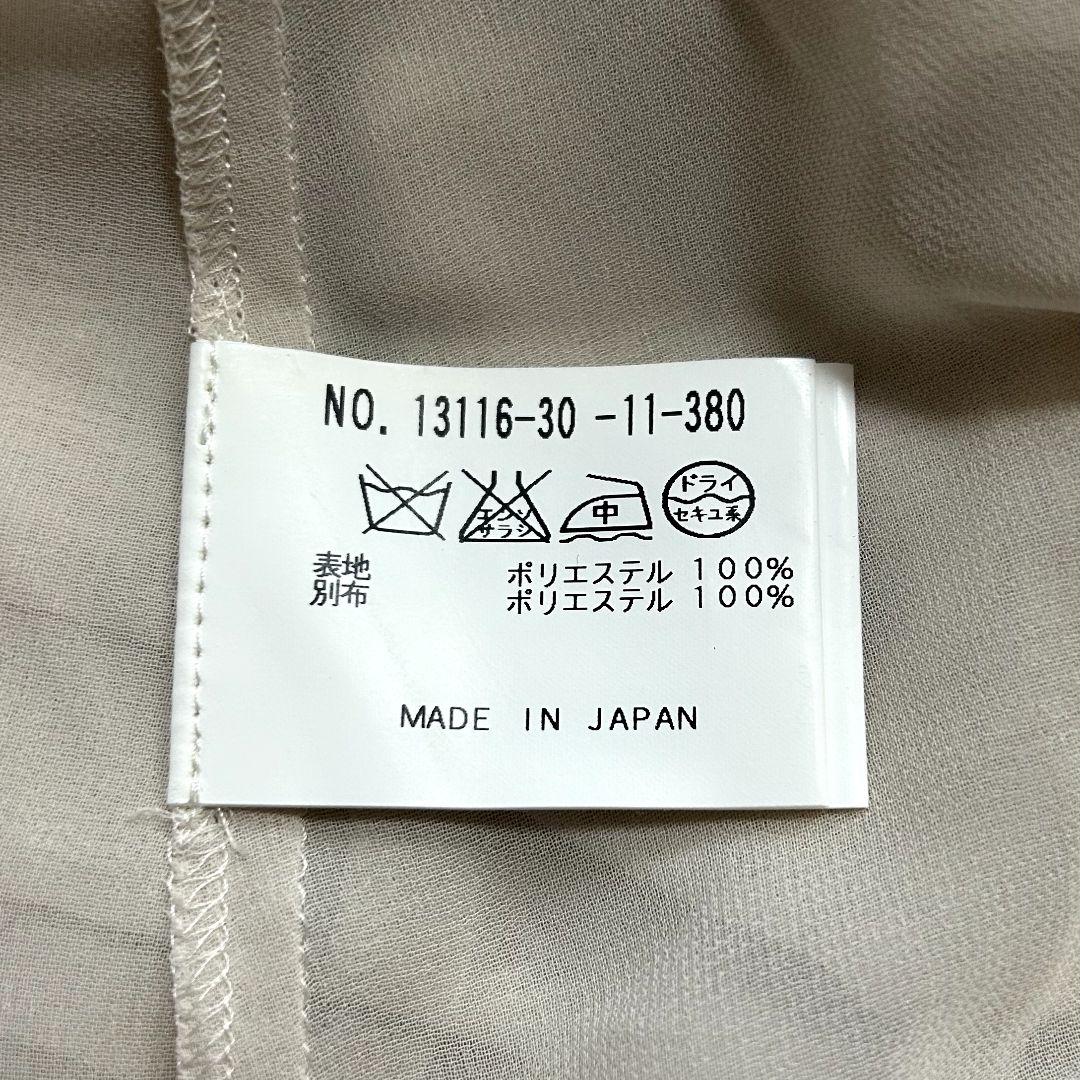 NO. 13116-30 -11-380
エンソ サラシ 中 ドライ セキユ系
表地 ポリエステル 100%
別布 ポリエステル 100%
MADE IN JAPAN